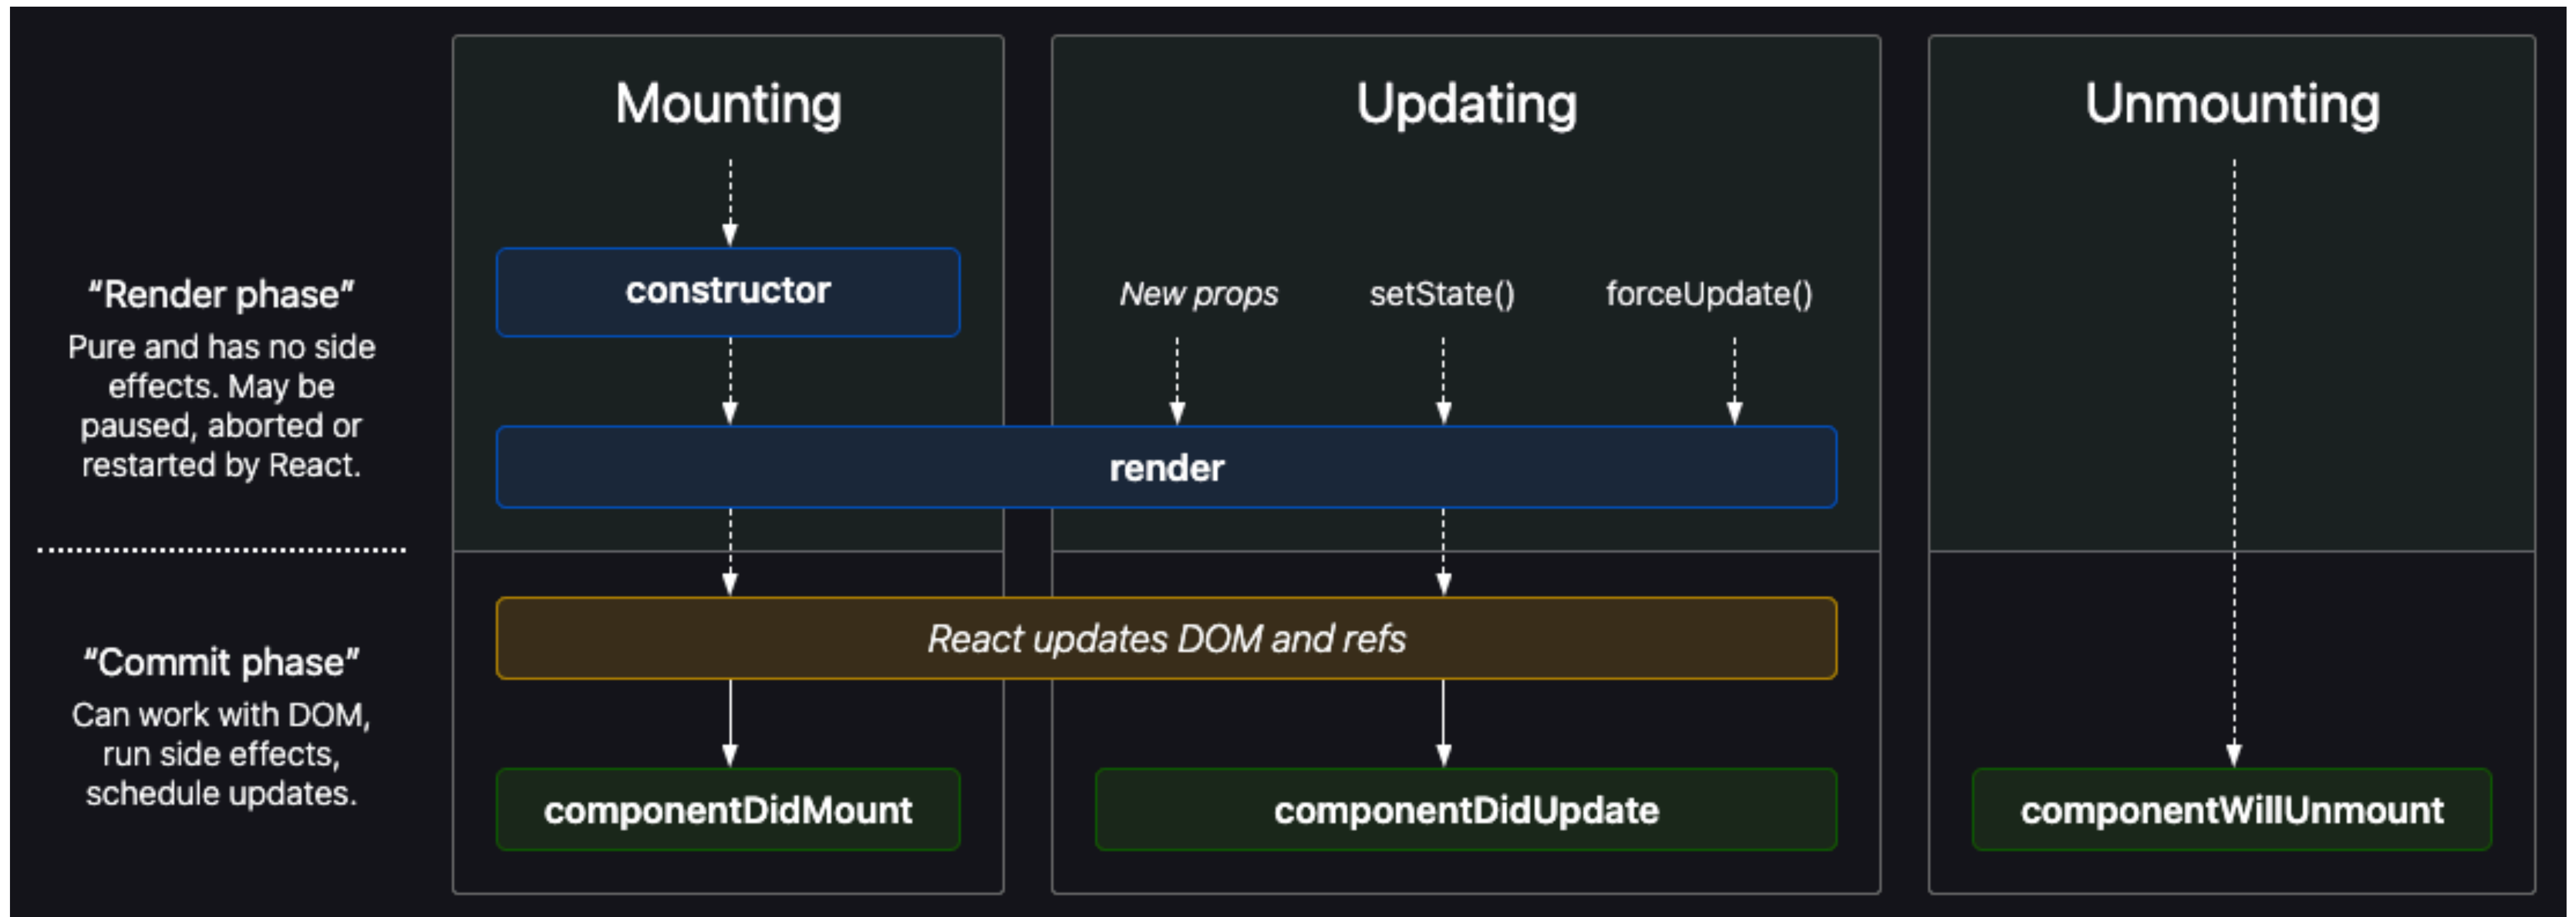 Mounting
Updating
Unmounting
“Render phase”
Pure and has no side
effects. May be
paused, aborted or
restarted by React.
constructor
New props
setState()
forceUpdate()
render
“Commit phase”
Can work with DOM,
run side effects,
schedule updates.
React updates DOM and refs
componentDidMount
componentDidUpdate
componentWillUnmount